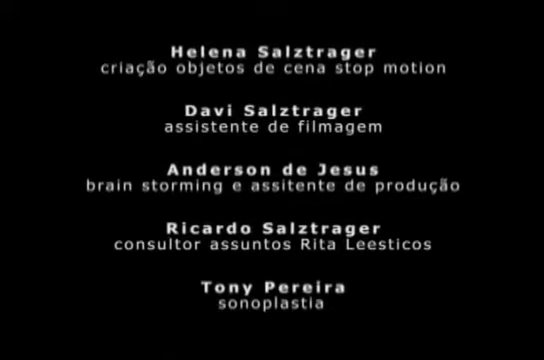 Helena Salztrager
criação objetos de cena stop motion
Davi Salztrager
assistente de filmagem
Anderson de Jesus
brain storming e assitente de produção
Ricardo Salztrager
consultor assuntos Rita Leesticos
Tony Pereira
sonoplastia